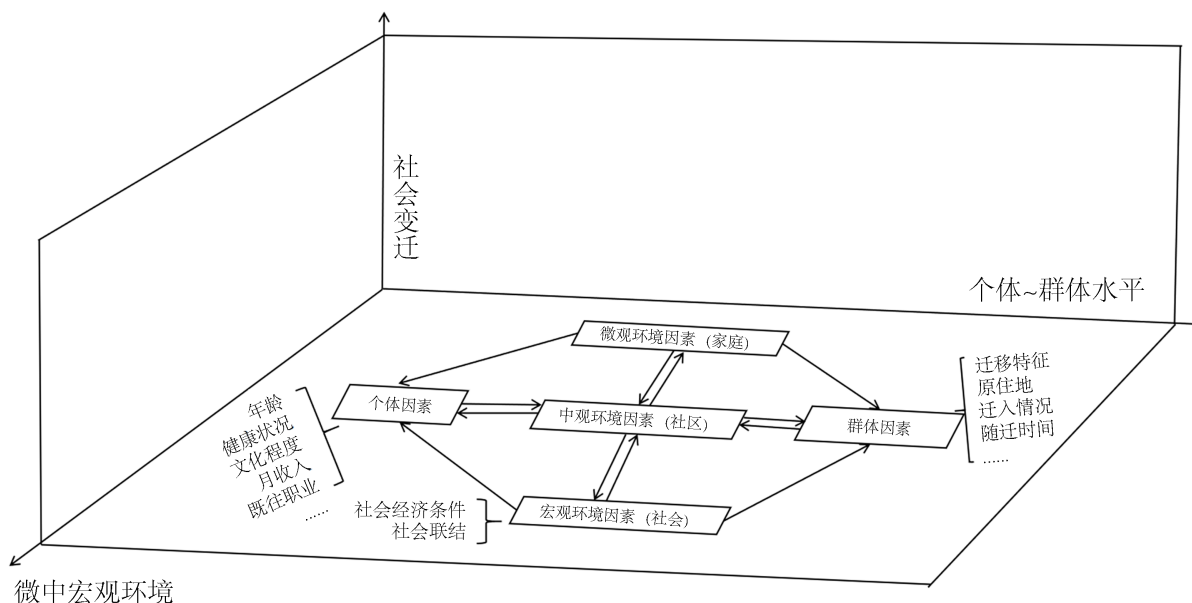 社会变迁
个体~群体水平
微观环境因素（家庭）
迁移特征
原住地
迁入情况
随迁时间
……
年龄
健康状况
文化程度
月收入
既往职业
……
个体因素
中观环境因素（社区）
群体因素
社会经济条件
社会联结
宏观环境因素（社会）
微中宏观环境